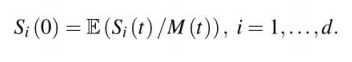 S_i(0) = 𝔼(S_i(t)/M(t)), i = 1,...,d.